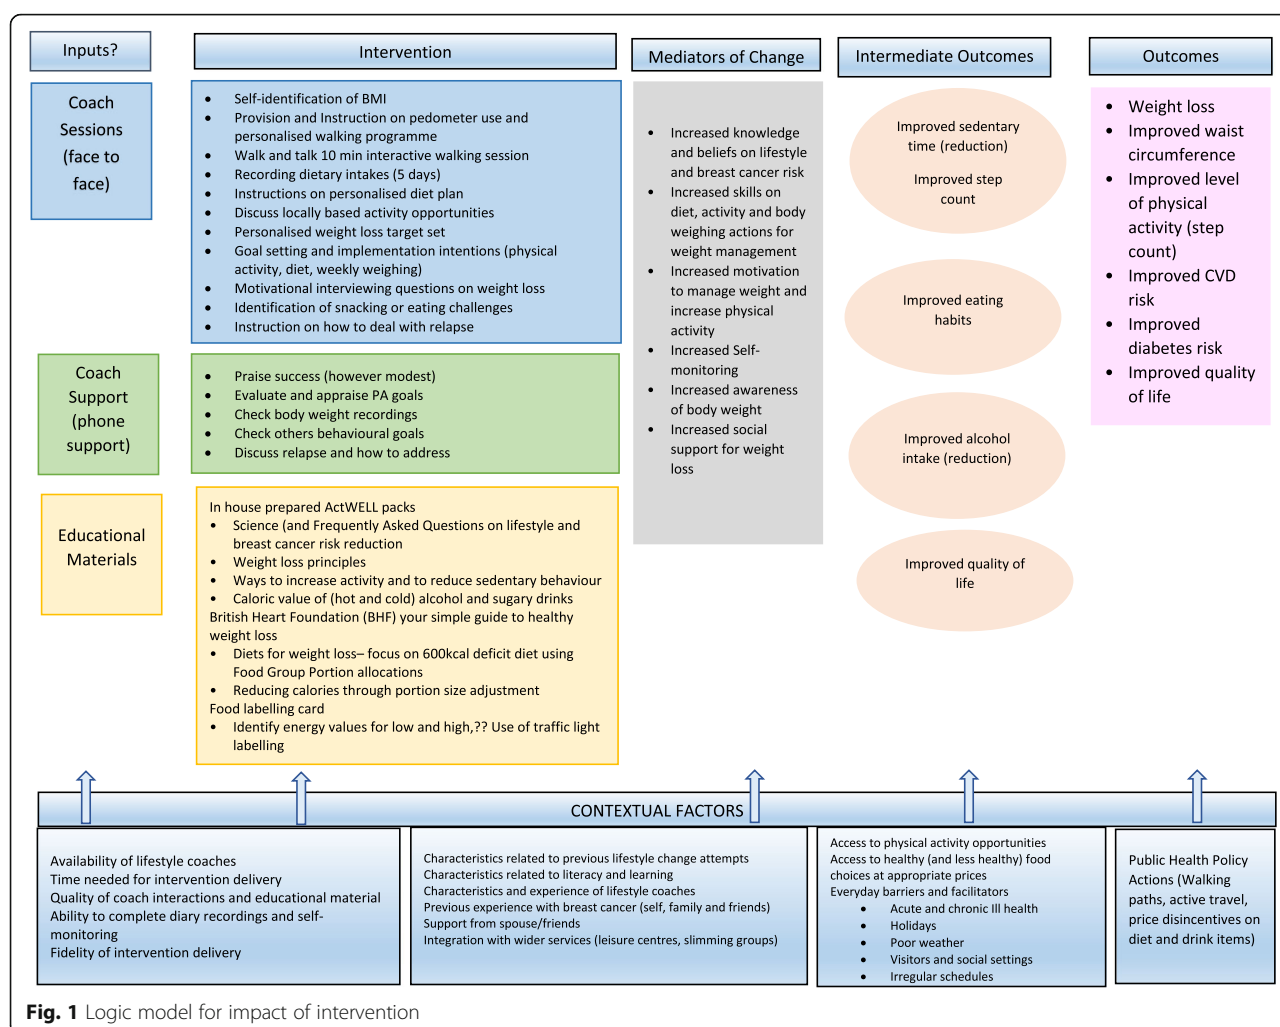 Inputs?
Coach
Sessions
(face to
face)
Coach
Support
(phone
support)
Educational
Materials
Intervention
• Self-identification of BMI
• Provision and Instruction on pedometer use and
personalised walking programme
• Walk and talk 10 min interactive walking session
• Recording dietary intakes (5 days)
• Instructions on personalised diet plan
• Discuss locally based activity opportunities
• Personalised weight loss target set
• Goal setting and implementation intentions (physical
activity, diet, weekly weighing)
• Motivational interviewing questions on weight loss
• Identification of snacking or eating challenges
• Instruction on how to deal with relapse
• Praise success (however modest)
• Evaluate and appraise PA goals
• Check body weight recordings
• Check others behavioural goals
• Discuss relapse and how to address
In house prepared ActWELL packs
• Science (and Frequently Asked Questions on lifestyle and
breast cancer risk reduction
• Weight loss principles
• Ways to increase activity and to reduce sedentary behaviour
• Caloric value of (hot and cold) alcohol and sugary drinks
British Heart Foundation (BHF) your simple guide to healthy
weight loss
• Diets for weight loss– focus on 600kcal deficit diet using
Food Group Portion allocations
• Reducing calories through portion size adjustment
Food labelling card
• Identify energy values for low and high,?? Use of traffic light
labelling
Mediators of Change
• Increased knowledge
and beliefs on lifestyle
and breast cancer risk
• Increased skills on
diet, activity and body
weighing actions for
weight management
• Increased motivation
to manage weight and
increase physical
activity
• Increased Self-
monitoring
• Increased awareness
of body weight
• Increased social
support for weight
loss
Intermediate Outcomes
Improved sedentary
time (reduction)
Improved step
count
Improved eating
habits
Improved alcohol
intake (reduction)
Improved quality of
life
Outcomes
• Weight loss
• Improved waist
circumference
• Improved level
of physical
activity (step
count)
• Improved CVD
risk
• Improved
diabetes risk
• Improved quality
of life
CONTEXTUAL FACTORS
Availability of lifestyle coaches
Time needed for intervention delivery
Quality of coach interactions and educational material
Ability to complete diary recordings and self-
monitoring
Fidelity of intervention delivery
Characteristics related to previous lifestyle change attempts
Characteristics related to literacy and learning
Characteristics and experience of lifestyle coaches
Previous experience with breast cancer (self, family and friends)
Support from spouse/friends
Integration with wider services (leisure centres, slimming groups)
Access to physical activity opportunities
Access to healthy (and less healthy) food
choices at appropriate prices
Everyday barriers and facilitators
• Acute and chronic Ill health
• Holidays
• Poor weather
• Visitors and social settings
• Irregular schedules
Public Health Policy
Actions (Walking
paths, active travel,
price disincentives on
diet and drink items)
Fig. 1 Logic model for impact of intervention